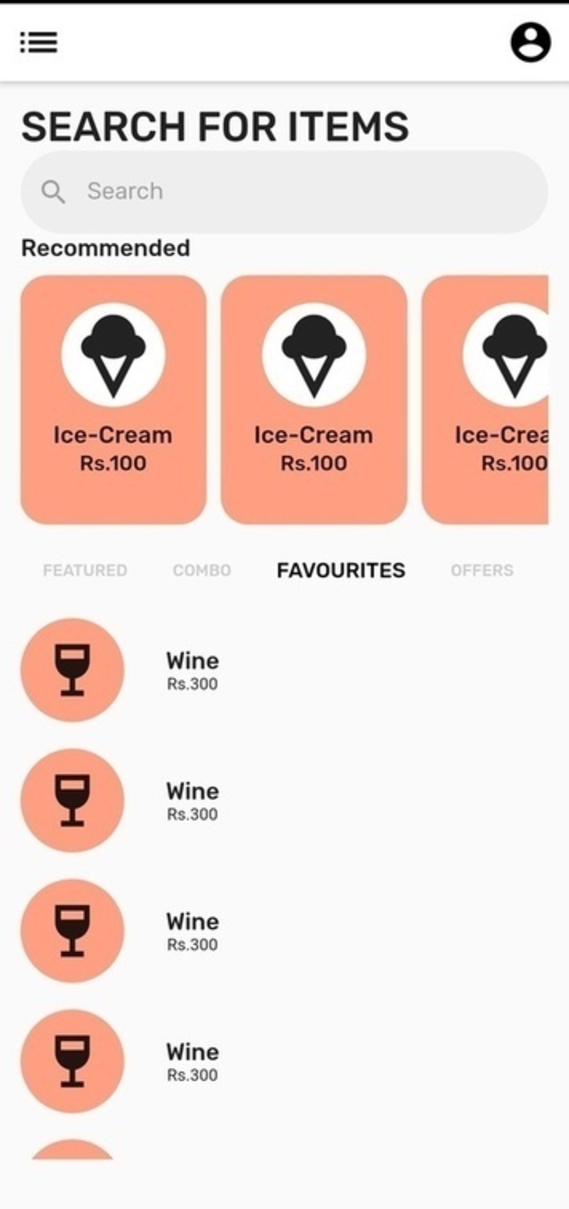 SEARCH FOR ITEMS
Search
Recommended
Ice-Cream Ice-Cream Ice-Crea
Rs.100 Rs.100 Rs.100
FEATURED COMBO FAVOURITES OFFERS
Wine
Rs.300
Wine
Rs.300
Wine
Rs.300
Wine
Rs.300